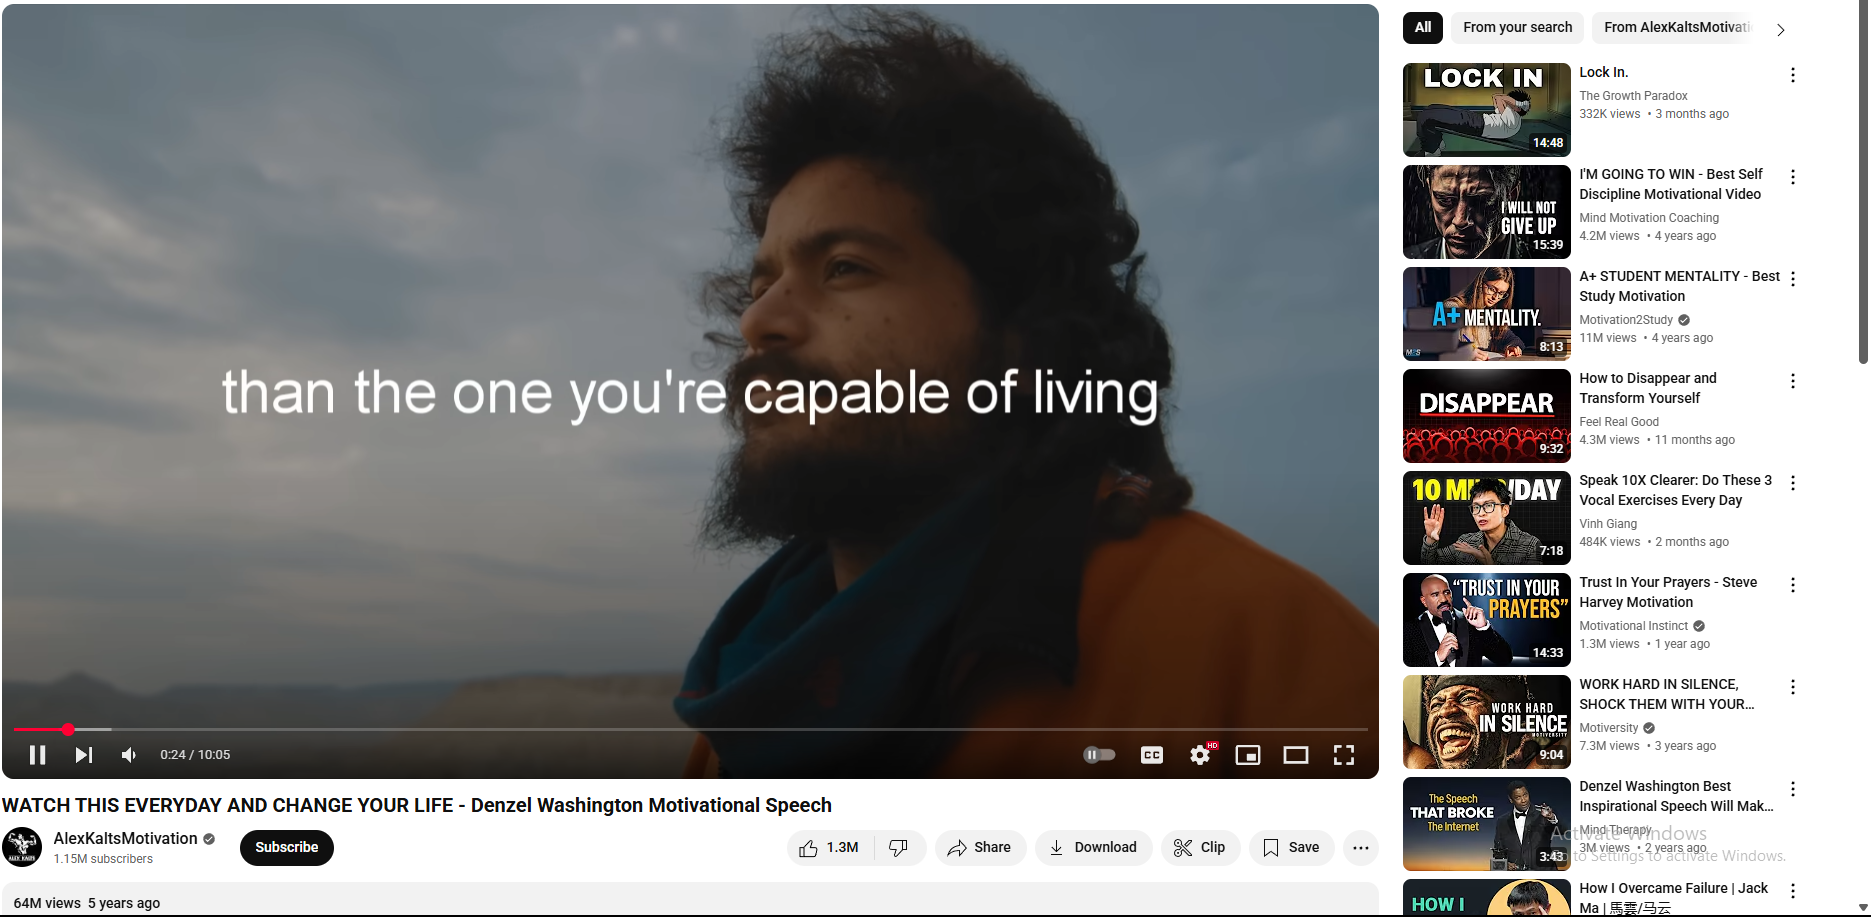 than the one you're capable of living
0:24 / 10:05
CC
HD
WATCH THIS EVERYDAY AND CHANGE YOUR LIFE - Denzel Washington Motivational Speech
ALEX KALTS
AlexKaltsMotivation
1.15M subscribers
Subscribe
1.3M
Share
Download
Clip
Save
64M views 5 years ago
All
From your search
From AlexKaltsMotivati
LOCK IN
14:48
Lock In.
The Growth Paradox
332K views • 3 months ago
I WILL NOT
GIVE UP
15:39
I'M GOING TO WIN - Best Self
Discipline Motivational Video
Mind Motivation Coaching
4.2M views • 4 years ago
A+ MENTALITY.
M2S
8:13
A+ STUDENT MENTALITY - Best
Study Motivation
Motivation2Study
11M views • 4 years ago
DISAPPEAR
9:32
How to Disappear and
Transform Yourself
Feel Real Good
4.3M views • 11 months ago
10 MI /DAY
7:18
Speak 10X Clearer: Do These 3
Vocal Exercises Every Day
Vinh Giang
484K views • 2 months ago
"TRUST IN YOUR
PRAYERS"
14:33
Trust In Your Prayers - Steve
Harvey Motivation
Motivational Instinct
1.3M views • 1 year ago
WORK HARD
IN SILENCE
MOTIVERSITY
9:04
WORK HARD IN SILENCE,
SHOCK THEM WITH YOUR...
Motiversity
7.3M views • 3 years ago
The Speech
THAT BROKE
The Internet
3:43
Denzel Washington Best
Inspirational Speech Will Mak...
Mind Therapy
3M views • 2 years ago
Activate Windows
Go to Settings to activate Windows.
HOW I
How I Overcame Failure | Jack
Ma | 馬雲/马云